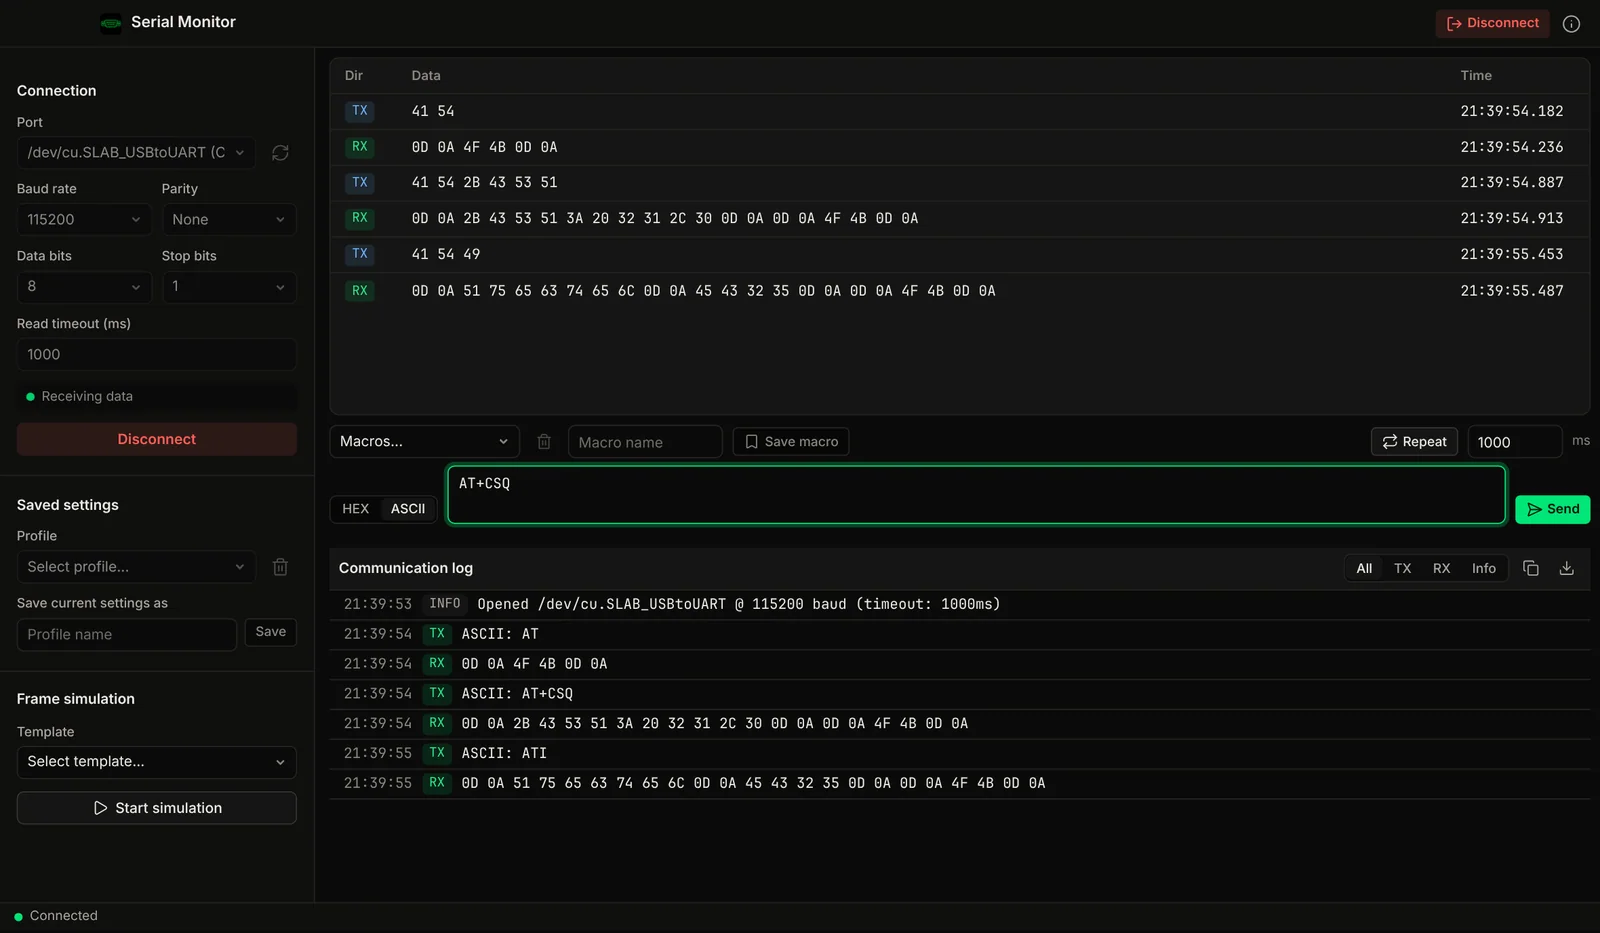 Serial Monitor
Disconnect
Connection
Port
/dev/cu.SLAB_USBtoUART (C
Baud rate
Parity
115200
None
Data bits
Stop bits
8
1
Read timeout (ms)
1000
Receiving data
Disconnect
Saved settings
Profile
Select profile...
Save current settings as
Profile name
Save
Frame simulation
Template
Select template...
Start simulation
Connected
Dir Data Time
TX 41 54 21:39:54.182
RX 0D 0A 4F 4B 0D 0A 21:39:54.236
TX 41 54 2B 43 53 51 21:39:54.887
RX 0D 0A 2B 43 53 51 3A 20 32 31 2C 30 0D 0A 0D 0A 4F 4B 0D 0A 21:39:54.913
TX 41 54 49 21:39:55.453
RX 0D 0A 51 75 65 63 74 65 6C 0D 0A 45 43 32 35 0D 0A 0D 0A 4F 4B 0D 0A 21:39:55.487
Macros... Macro name Save macro Repeat 1000 ms
AT+CSQ
HEX ASCII Send
Communication log All TX RX Info
21:39:53 INFO Opened /dev/cu.SLAB_USBtoUART @ 115200 baud (timeout: 1000ms)
21:39:54 TX ASCII: AT
21:39:54 RX 0D 0A 4F 4B 0D 0A
21:39:54 TX ASCII: AT+CSQ
21:39:54 RX 0D 0A 2B 43 53 51 3A 20 32 31 2C 30 0D 0A 0D 0A 4F 4B 0D 0A
21:39:55 TX ASCII: ATI
21:39:55 RX 0D 0A 51 75 65 63 74 65 6C 0D 0A 45 43 32 35 0D 0A 0D 0A 4F 4B 0D 0A